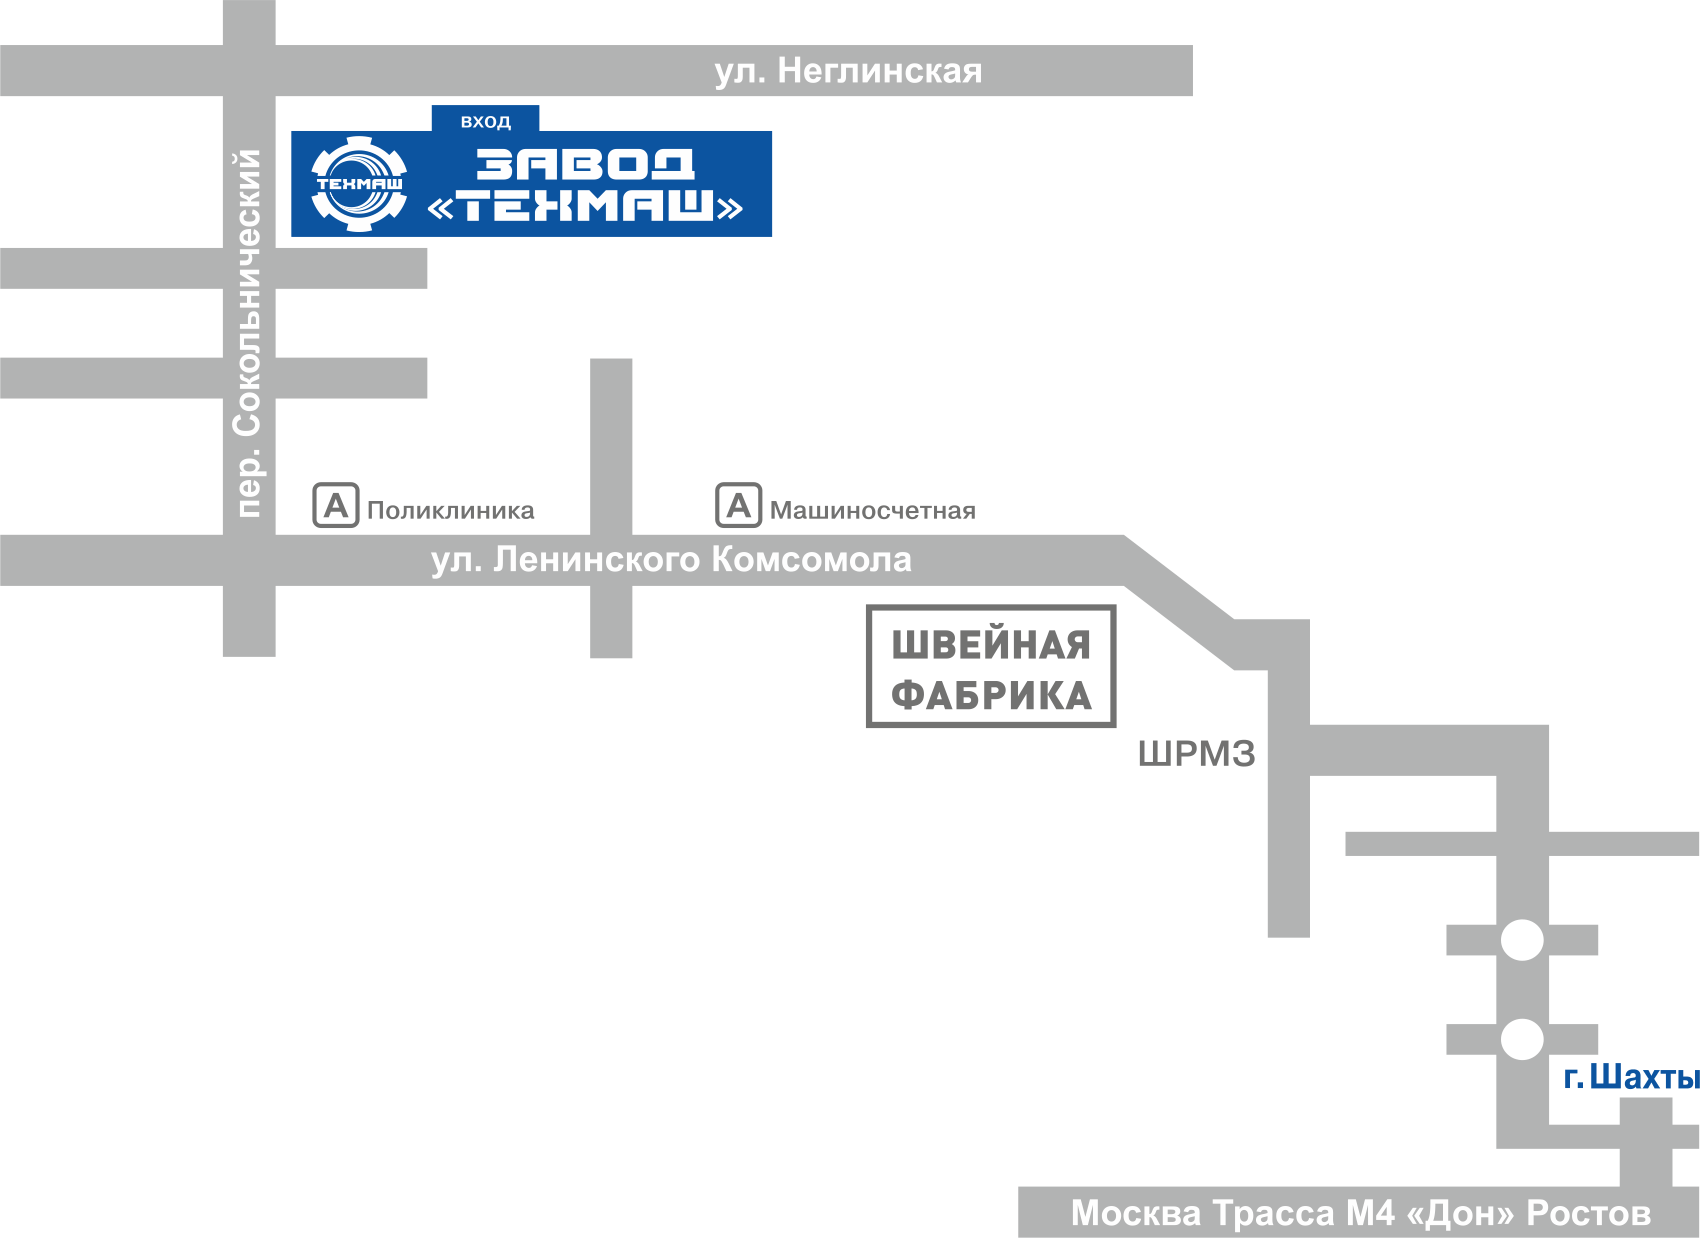 ул. Неглинская
вход
ЗАВОД
«ТЕХМАШ»
ТЕХМАШ
пер. Сокольнический
А Поликлиника
А Машиносчетная
ул. Ленинского Комсомола
ШВЕЙНАЯ
ФАБРИКА
ШРМЗ
г. Шахты
Москва Трасса М4 «Дон» Ростов